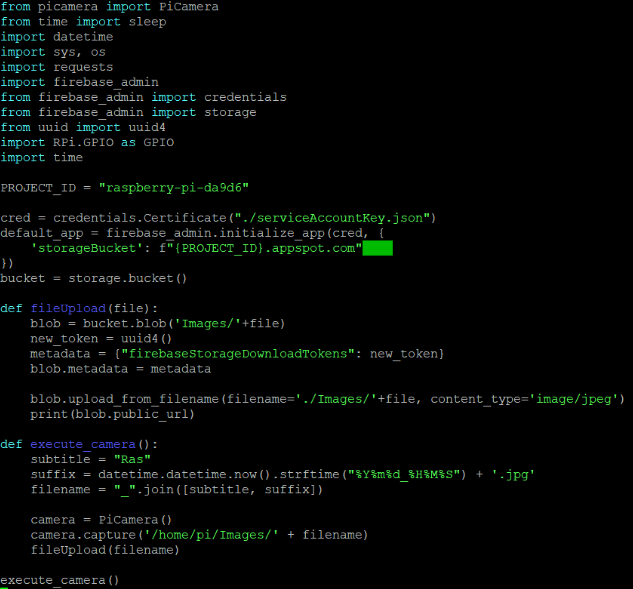 from picamera import PiCamera
from time import sleep
import datetime
import sys, os
import requests
import firebase_admin
from firebase_admin import credentials
from firebase_admin import storage
from uuid import uuid4
import RPi.GPIO as GPIO
import time
PROJECT_ID = "raspberry-pi-da9d6"
cred = credentials.Certificate("./serviceAccountKey.json")
default_app = firebase_admin.initialize_app(cred, {
    'storageBucket': f"{PROJECT_ID}.appspot.com"
})
bucket = storage.bucket()
def fileUpload(file):
    blob = bucket.blob('Images/'+file)
    new_token = uuid4()
    metadata = {"firebaseStorageDownloadTokens": new_token}
    blob.metadata = metadata
    blob.upload_from_filename(filename='./Images/'+file, content_type='image/jpeg')
    print(blob.public_url)
def execute_camera():
    subtitle = "Ras"
    suffix = datetime.datetime.now().strftime("%Y%m%d_%H%M%S") + '.jpg'
    filename = "_".join([subtitle, suffix])
    camera = PiCamera()
    camera.capture('/home/pi/Images/' + filename)
    fileUpload(filename)
execute_camera()